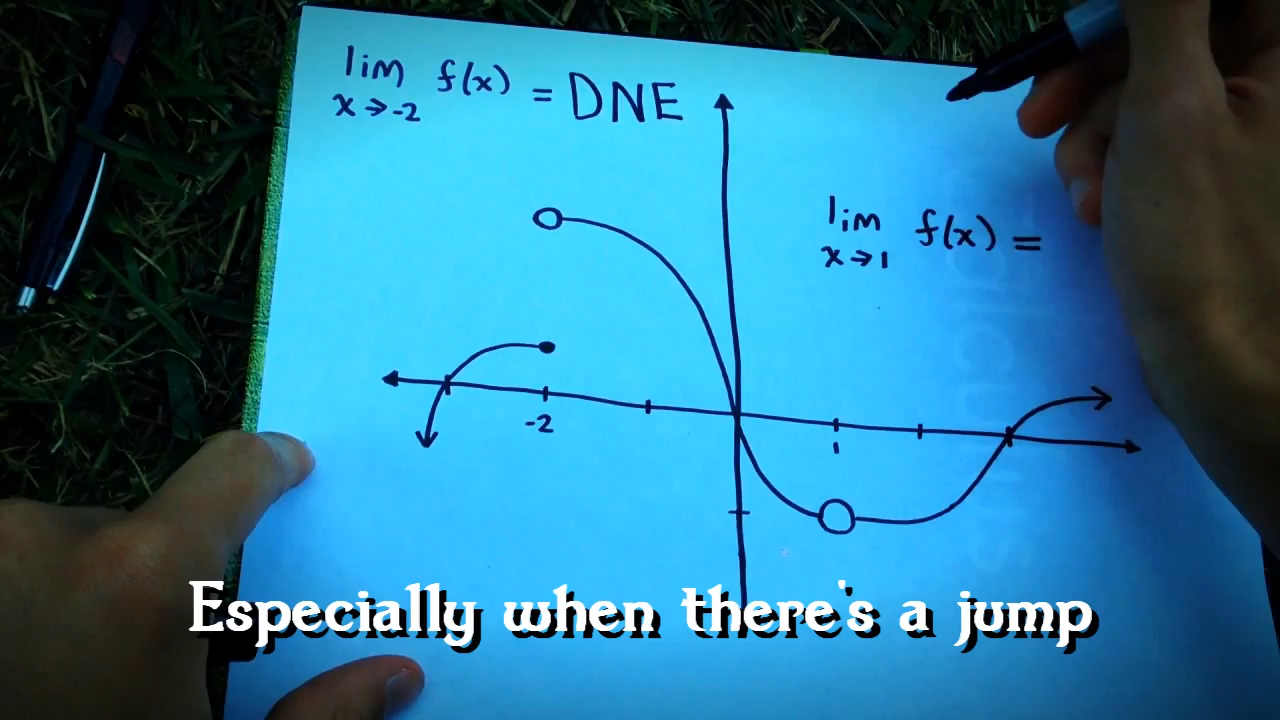 lim f(x) = DNE
x→-2
lim f(x) =
x→1
-2
1
Especially when there's a jump